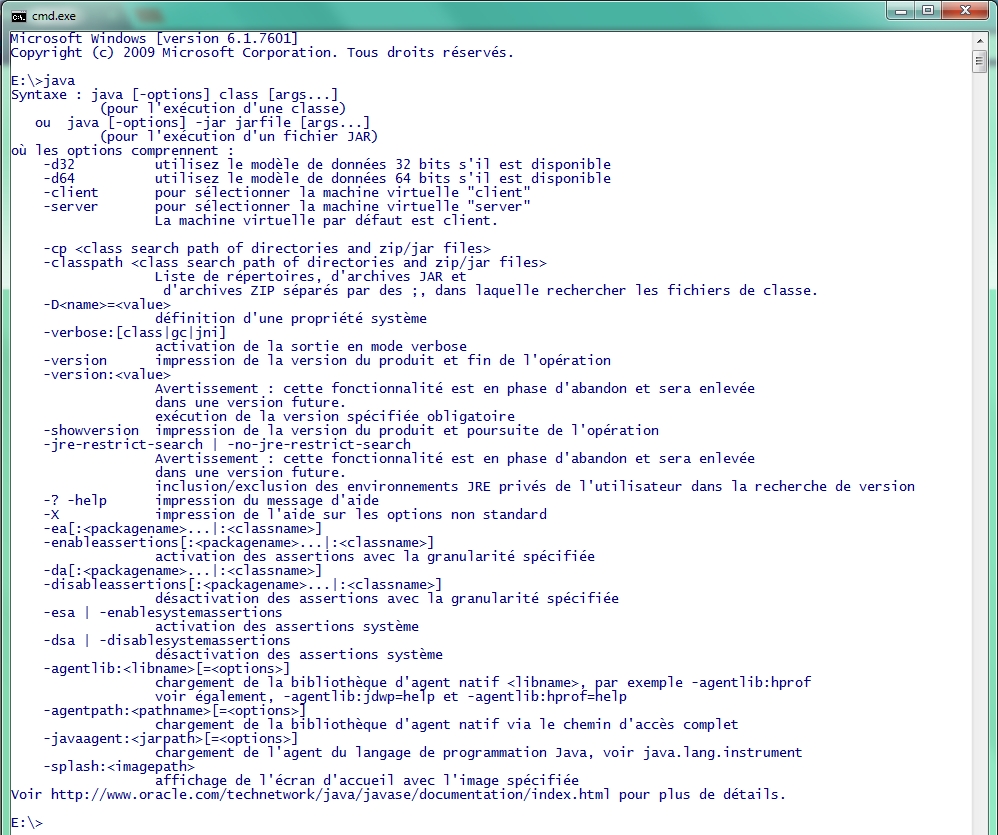 cmd.exe
Microsoft Windows [version 6.1.7601]
Copyright (c) 2009 Microsoft Corporation. Tous droits réservés.

E:\>java
Syntaxe : java [-options] class [args...]
           (pour l'exécution d'une classe)
   ou  java [-options] -jar jarfile [args...]
           (pour l'exécution d'un fichier JAR)
où les options comprennent :
    -d32          utilisez le modèle de données 32 bits s'il est disponible
    -d64          utilisez le modèle de données 64 bits s'il est disponible
    -client       pour sélectionner la machine virtuelle "client"
    -server       pour sélectionner la machine virtuelle "server"
                  La machine virtuelle par défaut est client.

    -cp <class search path of directories and zip/jar files>
    -classpath <class search path of directories and zip/jar files>
                  Liste de répertoires, d'archives JAR et
                   d'archives ZIP séparés par des ;, dans laquelle rechercher les fichiers de classe.
    -D<name>=<value>
                  définition d'une propriété système
    -verbose:[class|gc|jni]
                  activation de la sortie en mode verbose
    -version      impression de la version du produit et fin de l'opération
    -version:<value>
                  Avertissement : cette fonctionnalité est en phase d'abandon et sera enlevée
                  dans une version future.
                  exécution de la version spécifiée obligatoire
    -showversion  impression de la version du produit et poursuite de l'opération
    -jre-restrict-search | -no-jre-restrict-search
                  Avertissement : cette fonctionnalité est en phase d'abandon et sera enlevée
                  dans une version future.
                  inclusion/exclusion des environnements JRE privés de l'utilisateur dans la recherche de version
    -? -help      impression du message d'aide
    -X            impression de l'aide sur les options non standard
    -ea[:<packagename>...|:<classname>]
    -enableassertions[:<packagename>...|:<classname>]
                  activation des assertions avec la granularité spécifiée
    -da[:<packagename>...|:<classname>]
    -disableassertions[:<packagename>...|:<classname>]
                  désactivation des assertions avec la granularité spécifiée
    -esa | -enablesystemassertions
                  activation des assertions système
    -dsa | -disablesystemassertions
                  désactivation des assertions système
    -agentlib:<libname>[=<options>]
                  chargement de la bibliothèque d'agent natif <libname>, par exemple -agentlib:hprof
                  voir également, -agentlib:jdwp=help et -agentlib:hprof=help
    -agentpath:<pathname>[=<options>]
                  chargement de la bibliothèque d'agent natif via le chemin d'accès complet
    -javaagent:<jarpath>[=<options>]
                  chargement de l'agent du langage de programmation Java, voir java.lang.instrument
    -splash:<imagepath>
                  affichage de l'écran d'accueil avec l'image spécifiée
Voir http://www.oracle.com/technetwork/java/javase/documentation/index.html pour plus de détails.

E:\>